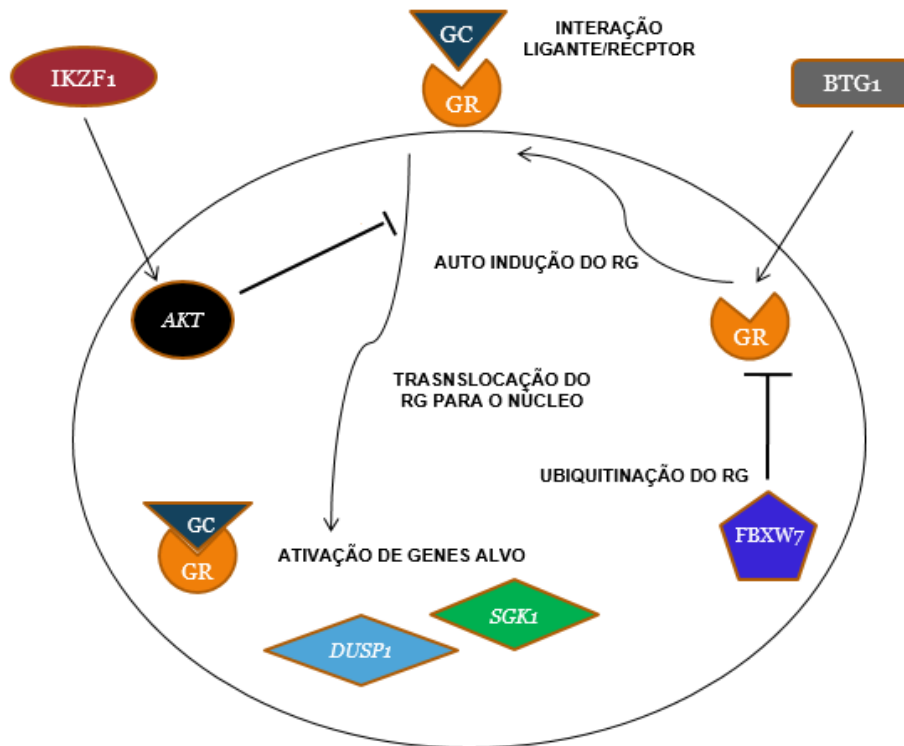 GC
INTERAÇÃO
LIGANTE/RECPTOR
IKZF1
BTG1
GR
AUTO INDUÇÃO DO RG
AKT
GR
TRASNSLOCAÇÃO DO
RG PARA O NÚCLEO
UBIQUITINAÇÃO DO RG
GC
FBXW7
ATIVAÇÃO DE GENES ALVO
GR
SGK1
DUSP1